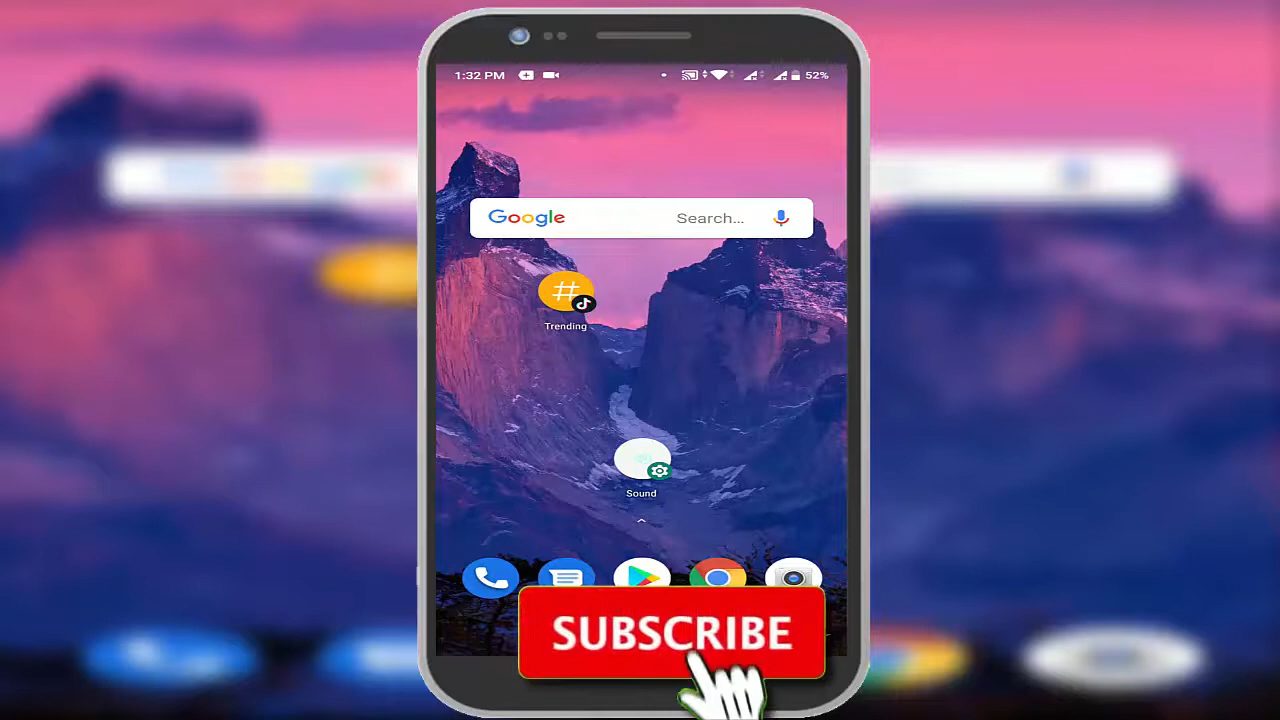 1:32 PM 52%
Google Search...
#
Trending
Sound
SUBSCRIBE